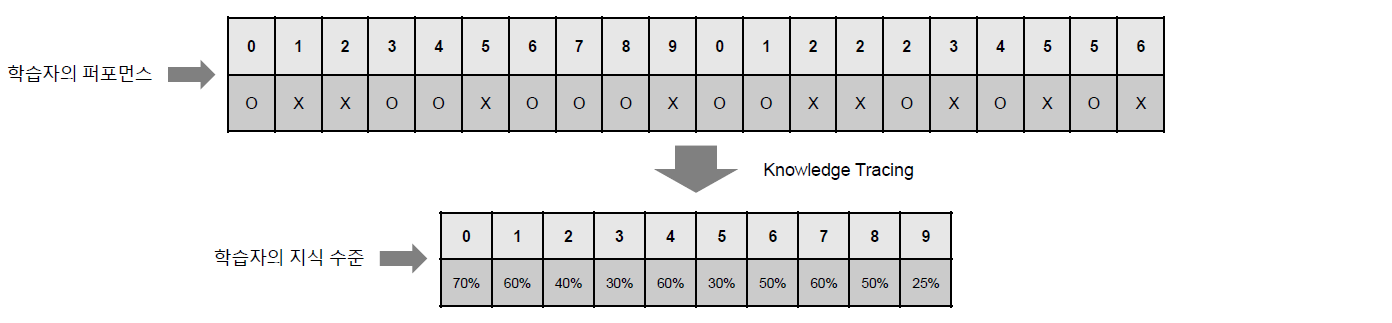 0 1 2 3 4 5 6 7 8 9 0 1 2 2 2 3 4 5 5 6
학습자의 퍼포먼스
O X X O O X O O O X O O X X O X O X O X
Knowledge Tracing
0 1 2 3 4 5 6 7 8 9
학습자의 지식 수준
70% 60% 40% 30% 60% 30% 50% 60% 50% 25%